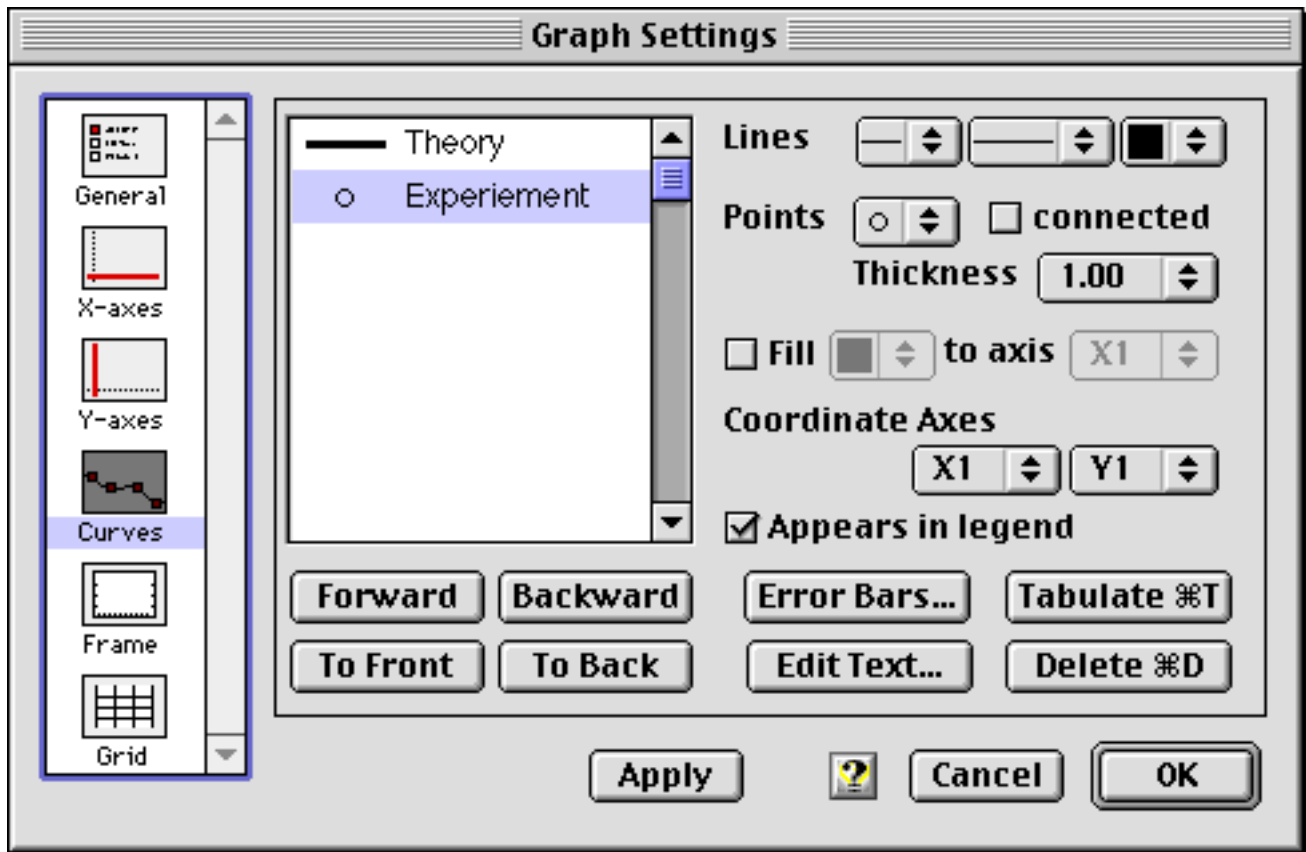 Graph Settings
General
X-axes
Y-axes
Curves
Frame
Grid
Theory
Experiement
Lines
Points
connected
Thickness 1.00
Fill to axis X1
Coordinate Axes
X1 Y1
Appears in legend
Forward Backward Error Bars... Tabulate ⌘T
To Front To Back Edit Text... Delete ⌘D
Apply ? Cancel OK